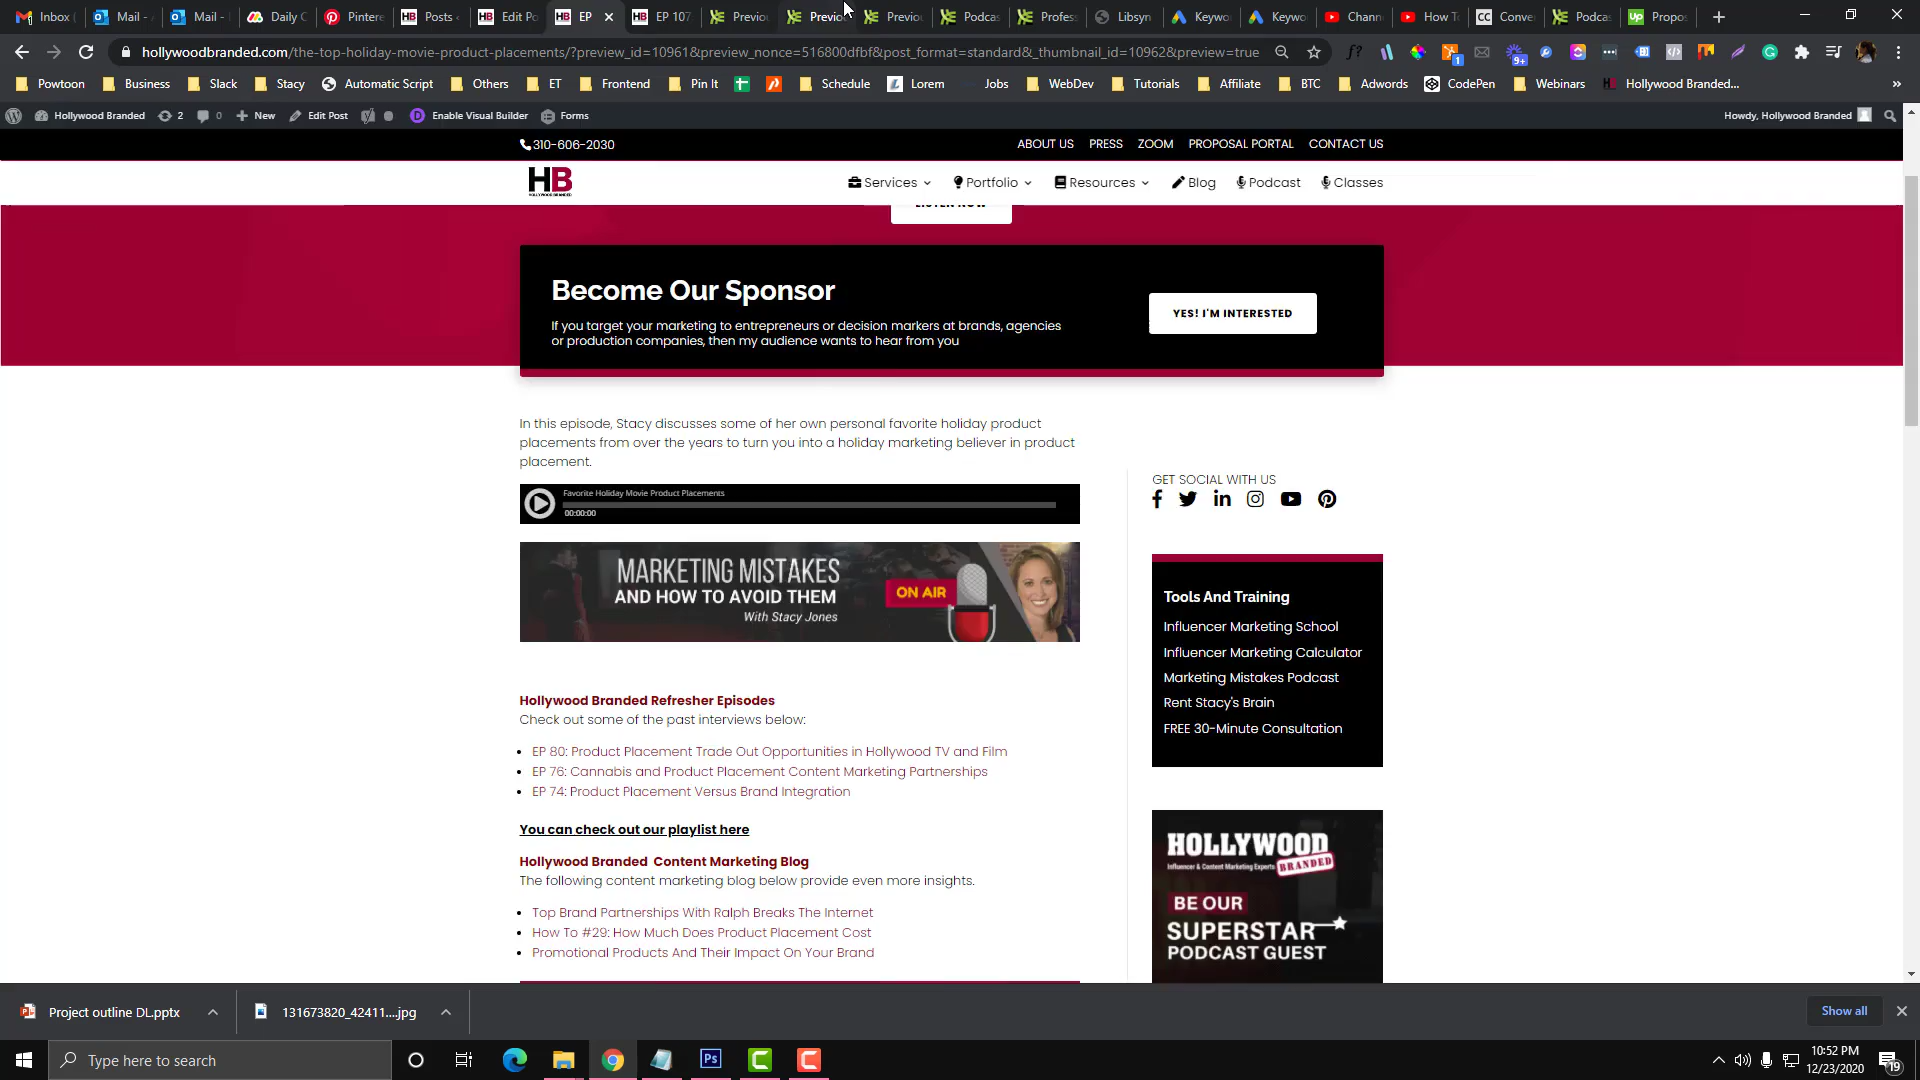 Inbox
Mail -
Mail -
Daily C
Pintere
Posts
Edit Po
EP
EP 107
Previou
Previo
Previou
Podcas
Profess
Libsyn
Keywo
Keywo
Chann
How T
Conve
Podcas
Propos
hollywoodbranded.com/the-top-holiday-movie-product-placements/?preview_id=10961&preview_nonce=516800dfbf&post_format=standard&_thumbnail_id=10962&preview=true
Powtoon
Business
Slack
Stacy
Automatic Script
Others
ET
Frontend
Pin It
Schedule
Lorem
Jobs
WebDev
Tutorials
Affiliate
BTC
Adwords
CodePen
Webinars
Hollywood Branded...
Hollywood Branded
2
0
New
Edit Post
Enable Visual Builder
Forms
Howdy, Hollywood Branded
310-606-2030
ABOUT US
PRESS
ZOOM
PROPOSAL PORTAL
CONTACT US
HB
HOLLYWOOD BRANDED
Services
Portfolio
Resources
Blog
Podcast
Classes
LISTEN NOW
Become Our Sponsor
If you target your marketing to entrepreneurs or decision markers at brands, agencies
or production companies, then my audience wants to hear from you
YES! I'M INTERESTED
In this episode, Stacy discusses some of her own personal favorite holiday product
placements from over the years to turn you into a holiday marketing believer in product
placement.
Favorite Holiday Movie Product Placements
00:00:00
MARKETING MISTAKES
AND HOW TO AVOID THEM
With Stacy Jones
ON AIR
Hollywood Branded Refresher Episodes
Check out some of the past interviews below:
EP 80: Product Placement Trade Out Opportunities in Hollywood TV and Film
EP 76: Cannabis and Product Placement Content Marketing Partnerships
EP 74: Product Placement Versus Brand Integration
You can check out our playlist here
Hollywood Branded  Content Marketing Blog
The following content marketing blog below provide even more insights.
Top Brand Partnerships With Ralph Breaks The Internet
How To #29: How Much Does Product Placement Cost
Promotional Products And Their Impact On Your Brand
GET SOCIAL WITH US
Tools And Training
Influencer Marketing School
Influencer Marketing Calculator
Marketing Mistakes Podcast
Rent Stacy's Brain
FREE 30-Minute Consultation
HOLLYWOOD
Influencer & Content Marketing Experts BRANDED
BE OUR
SUPERSTAR
PODCAST GUEST
Project outline DL.pptx
131673820_42411....jpg
Show all
Type here to search
10:52 PM
12/23/2020
19